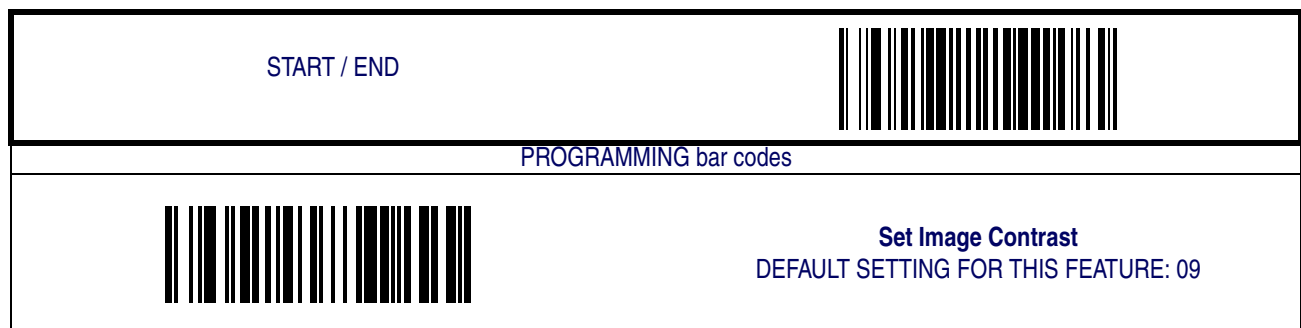 START / END
PROGRAMMING bar codes
Set Image Contrast
DEFAULT SETTING FOR THIS FEATURE: 09